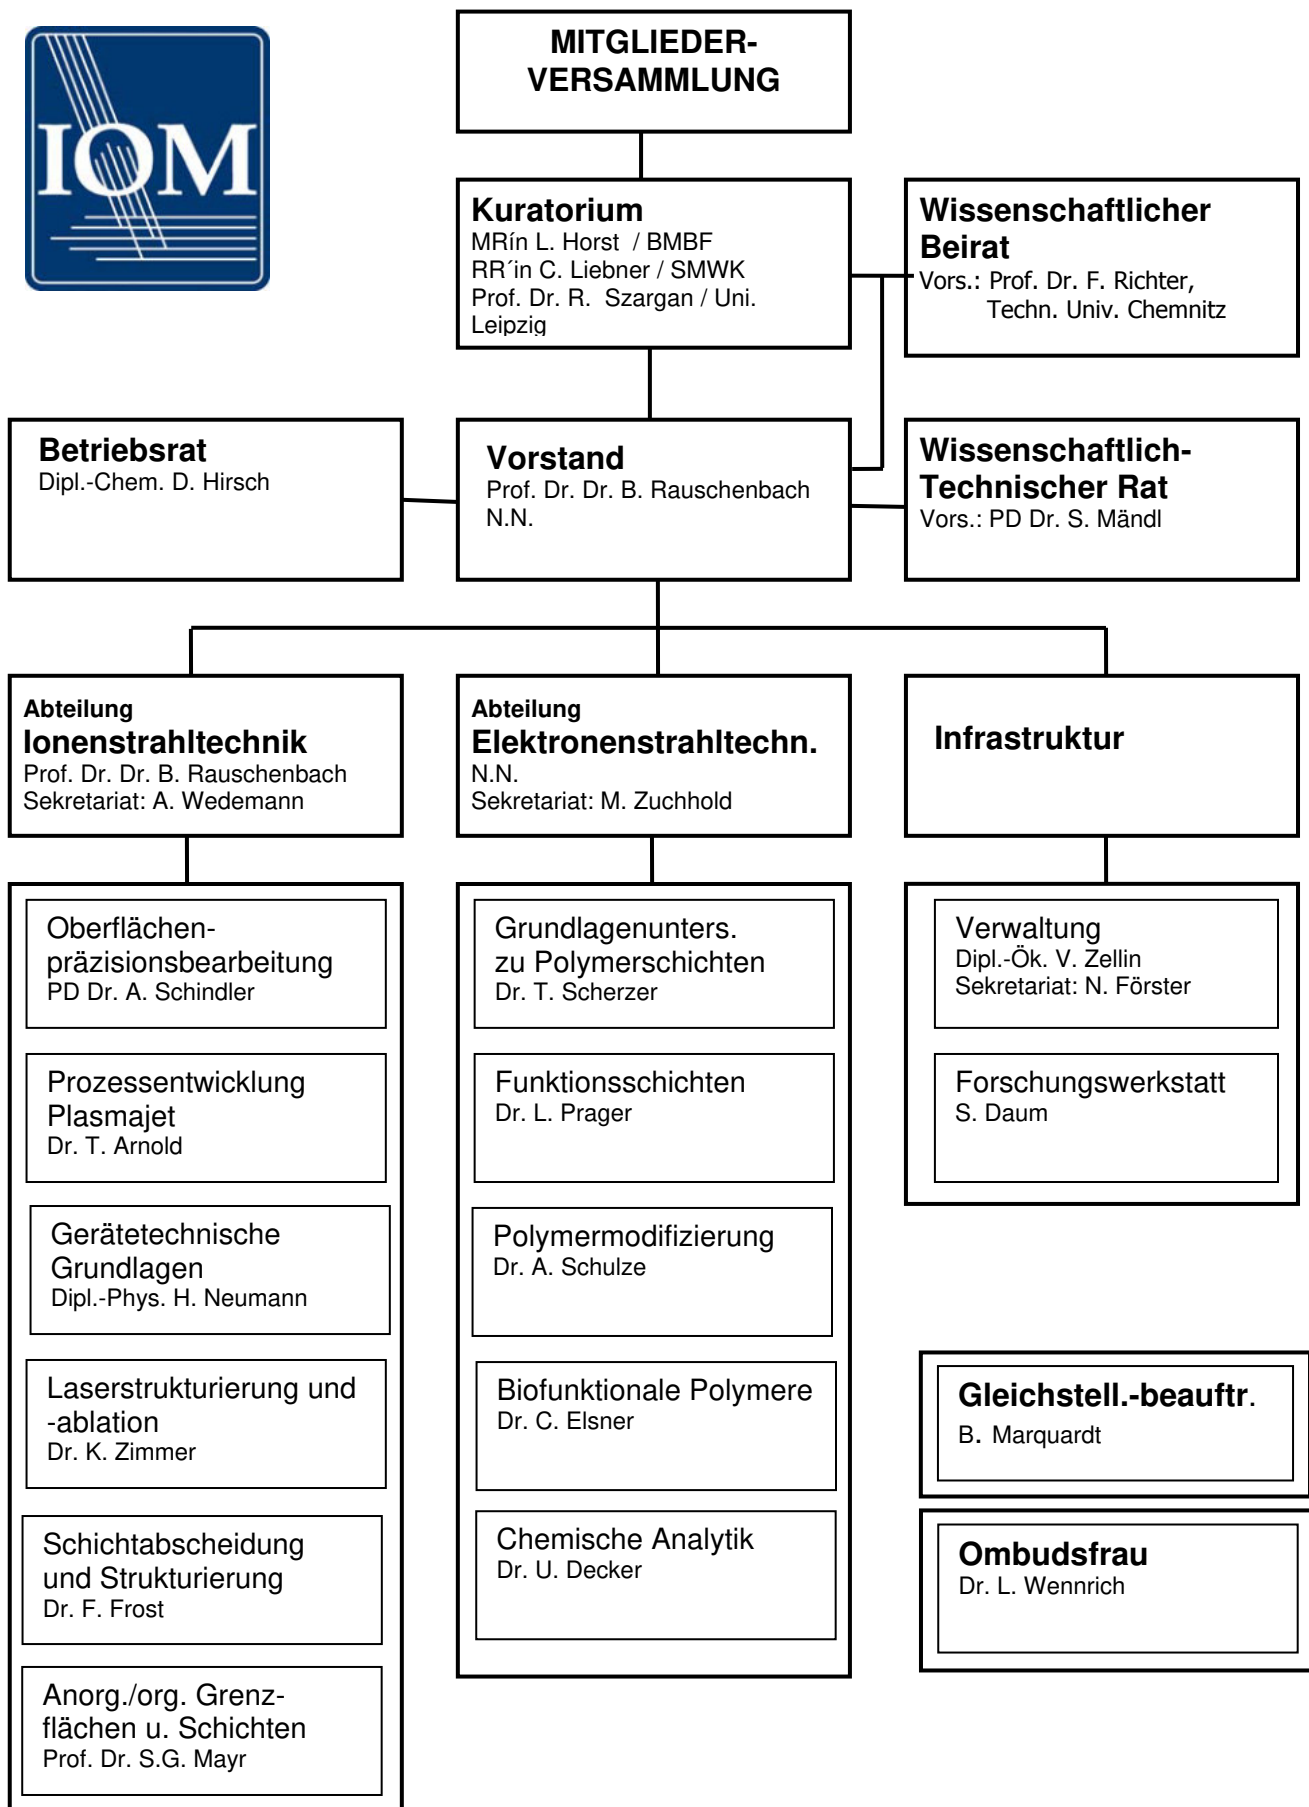 IOM
MITGLIEDER-
VERSAMMLUNG
Kuratorium
MRín L. Horst / BMBF
RR´in C. Liebner / SMWK
Prof. Dr. R. Szargan / Uni.
Leipzig
Wissenschaftlicher
Beirat
Vors.: Prof. Dr. F. Richter,
Techn. Univ. Chemnitz
Betriebsrat
Dipl.-Chem. D. Hirsch
Vorstand
Prof. Dr. Dr. B. Rauschenbach
N.N.
Wissenschaftlich-
Technischer Rat
Vors.: PD Dr. S. Mändl
Abteilung
Ionenstrahltechnik
Prof. Dr. Dr. B. Rauschenbach
Sekretariat: A. Wedemann
Abteilung
Elektronenstrahltechn.
N.N.
Sekretariat: M. Zuchhold
Infrastruktur
Oberflächen-
präzisionsbearbeitung
PD Dr. A. Schindler
Prozessentwicklung
Plasmajet
Dr. T. Arnold
Gerätetechnische
Grundlagen
Dipl.-Phys. H. Neumann
Laserstrukturierung und
-ablation
Dr. K. Zimmer
Schichtabscheidung
und Strukturierung
Dr. F. Frost
Anorg./org. Grenz-
flächen u. Schichten
Prof. Dr. S.G. Mayr
Grundlagenunters.
zu Polymerschichten
Dr. T. Scherzer
Funktionsschichten
Dr. L. Prager
Polymermodifizierung
Dr. A. Schulze
Biofunktionale Polymere
Dr. C. Elsner
Chemische Analytik
Dr. U. Decker
Verwaltung
Dipl.-Ök. V. Zellin
Sekretariat: N. Förster
Forschungswerkstatt
S. Daum
Gleichstell.-beauftr.
B. Marquardt
Ombudsfrau
Dr. L. Wennrich